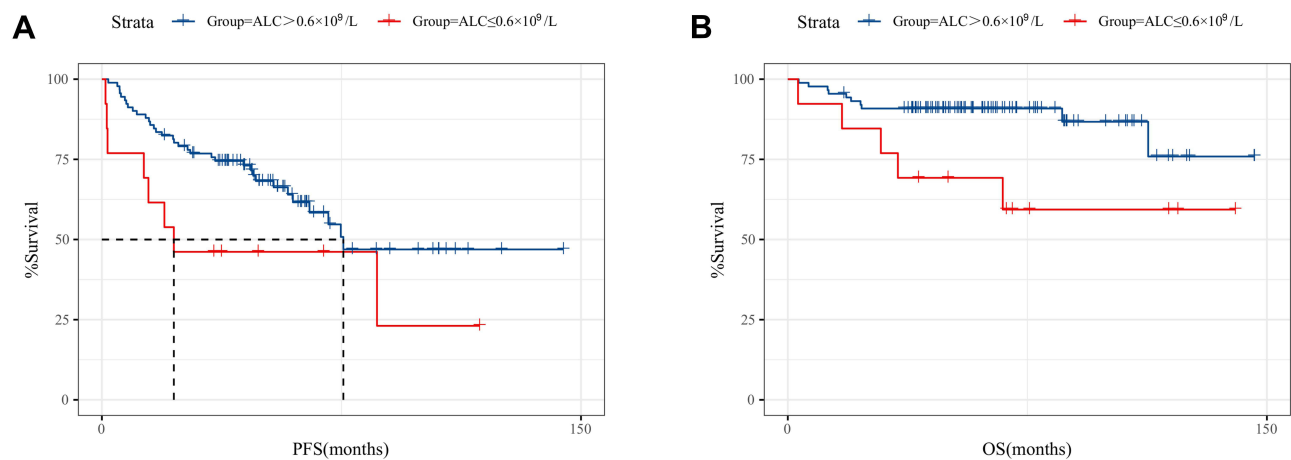 A
Strata Group=ALC＞0.6×10⁹/L Group=ALC≤0.6×10⁹/L
100
75
50
25
0
%Survival
0 150
PFS(months)
B
Strata Group=ALC＞0.6×10⁹/L Group=ALC≤0.6×10⁹/L
100
75
50
25
0
%Survival
0 150
OS(months)